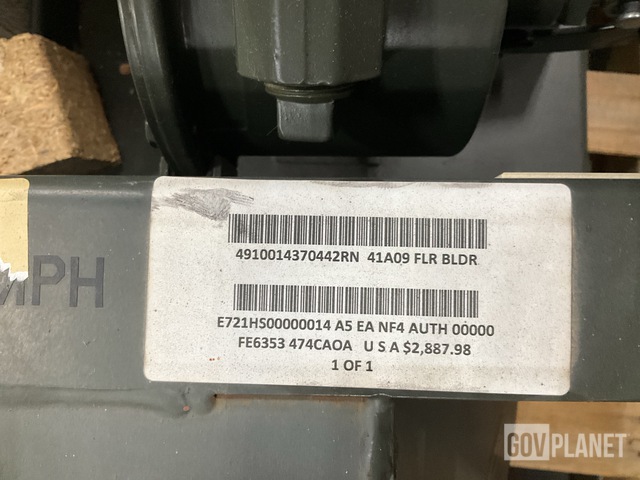 4910014370442RN 41A09 FLR BLDR
MPH
E721HS00000014 A5 EA NF4 AUTH 00000
FE6353 474CAOA U S A $2,887.98
1 OF 1
GOVPLANET